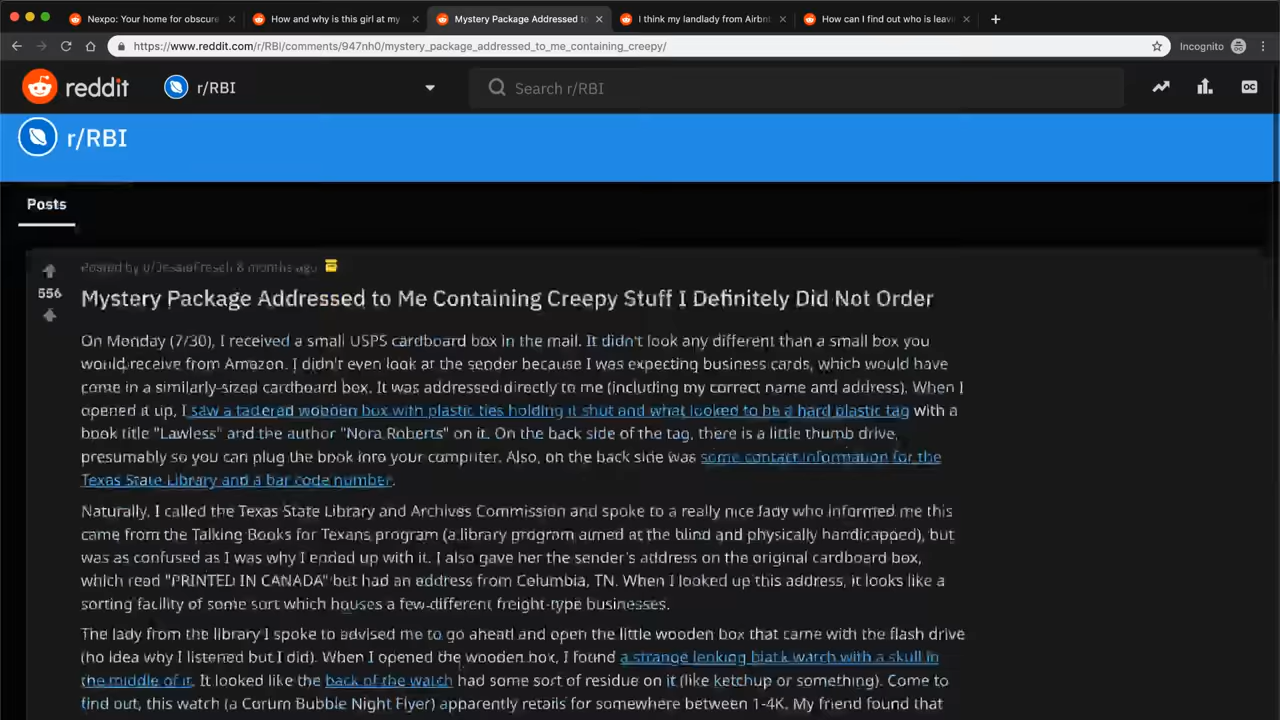 Nexpo: Your home for obscure
How and why is this girl at my
Mystery Package Addressed to
I think my landlady from Airbn
How can I find out who is leavi
https://www.reddit.com/r/RBI/comments/947nh0/mystery_package_addressed_to_me_containing_creepy/
Incognito
reddit
r/RBI
Search r/RBI
r/RBI
Posts
Posted by 8 months ago
556
Mystery Package Addressed to Me Containing Creepy Stuff I Definitely Did Not Order
On Monday (7/30), I received a small USPS cardboard box in the mail. It didn't look any different than a small box you
would receive from Amazon. I didn't even look at the sender because I was expecting business cards, which would have
come in a similarly-sized cardboard box. It was addressed directly to me (including my correct name and address). When I
opened it up, I saw a tattered wooden box with plastic ties holding it shut and what looked to be a hard plastic tag with a
book title "Lawless" and the author "Nora Roberts" on it. On the back side of the tag, there is a little thumb drive,
presumably so you can plug the book into your computer. Also, on the back side was some contact information for the
Texas State Library and a bar code number.
Naturally, I called the Texas State Library and Archives Commission and spoke to a really nice lady who informed me this
came from the Talking Books for Texans program (a library program aimed at the blind and physically handicapped), but
was as confused as I was why I ended up with it. I also gave her the sender's address on the original cardboard box,
which read "PRINTED IN CANADA" but had an address from Columbia, TN. When I looked up this address, it looks like a
sorting facility of some sort which houses a few different freight-type businesses.
The lady from the library I spoke to advised me to go ahead and open the little wooden box that came with the flash drive
(no idea why I listened but I did). When I opened the wooden box, I found a strange looking black watch with a skull in
the middle of it. It looked like the back of the watch had some sort of residue on it (like ketchup or something). Come to
find out, this watch (a Corum Bubble Night Flyer) apparently retails for somewhere between 1-4K. My friend found that